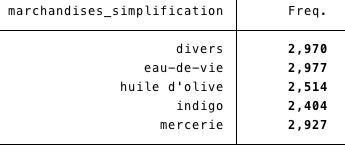 marchandises_simplification Freq.
divers 2,970
eau-de-vie 2,977
huile d'olive 2,514
indigo 2,404
mercerie 2,927